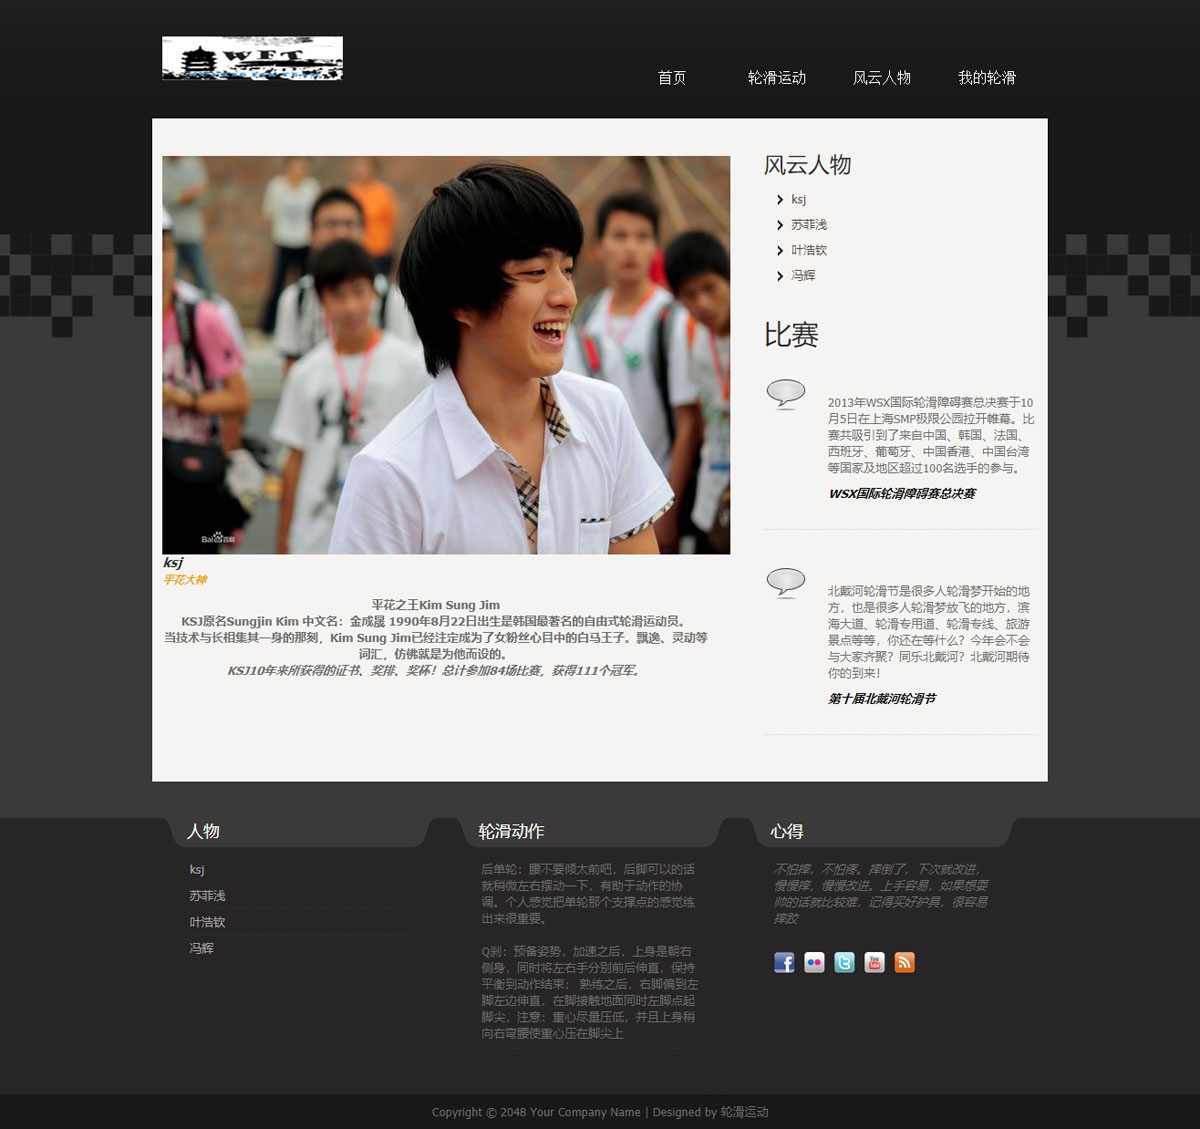 WFT
首页
轮滑运动
风云人物
我的轮滑
Bai百科
ksj
平花大神
平花之王Kim Sung Jim
KSJ原名Sungjin Kim 中文名：金成晟 1990年8月22日出生是韩国最著名的自由式轮滑运动员。
当技术与长相集其一身的那刻，Kim Sung Jim已经注定成为了女粉丝心目中的白马王子。飘逸、灵动等
词汇，仿佛就是为他而设的。
KSJ10年来所获得的证书、奖排、奖杯！总计参加84场比赛，获得111个冠军。
风云人物
ksj
苏菲浅
叶浩钦
冯辉
比赛
2013年WSX国际轮滑障碍赛总决赛于10
月5日在上海SMP极限公园拉开帷幕。比
赛共吸引到了来自中国、韩国、法国、
西班牙、葡萄牙、中国香港、中国台湾
等国家及地区超过100名选手的参与。
WSX国际轮滑障碍赛总决赛
北戴河轮滑节是很多人轮滑梦开始的地
方，也是很多人轮滑梦放飞的地方，滨
海大道、轮滑专用道、轮滑专线、旅游
景点等等，你还在等什么？今年会不会
与大家齐聚？同乐北戴河？北戴河期待
你的到来！
第十届北戴河轮滑节
人物
ksj
苏菲浅
叶浩钦
冯辉
轮滑动作
后单轮：腰不要倾太前吧，后脚可以的话
就稍微左右摆动一下，有助于动作的协
调。个人感觉把单轮那个支撑点的感觉练
出来很重要。
Q刹：预备姿势，加速之后，上身是朝右
侧身，同时将左右手分别前后伸直，保持
平衡到动作结束； 熟练之后，右脚偏到左
脚左边伸直，在脚接触地面同时左脚点起
脚尖，注意：重心尽量压低，并且上身稍
向右弯腰使重心压在脚尖上
心得
不怕摔，不怕疼。摔倒了，下次就改进，
慢慢摔，慢慢改进。上手容易，如果想耍
帅的话就比较难，记得买好护具，很容易
摔跤
Copyright © 2048 Your Company Name | Designed by 轮滑运动